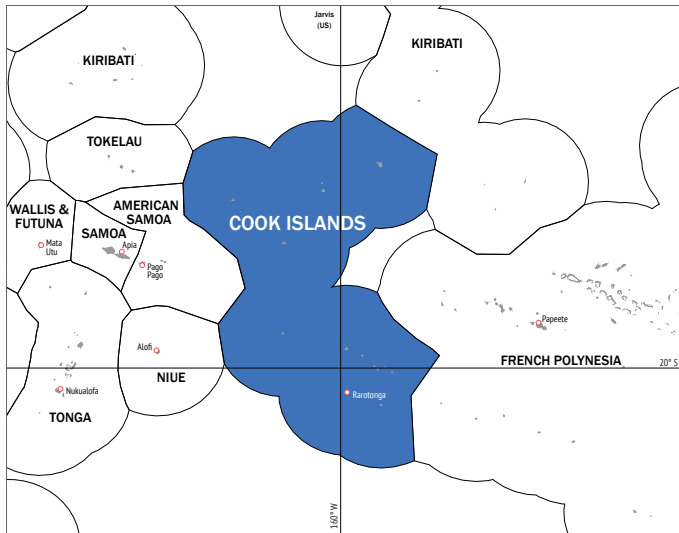 Jarvis
(US)
KIRIBATI
KIRIBATI
TOKELAU
AMERICAN
SAMOA
WALLIS &
FUTUNA
SAMOA
COOK ISLANDS
Mata
Utu
Apia
Pago
Pago
Papeete
Alofi
FRENCH POLYNESIA
20° S
NIUE
Nukualofa
Rarotonga
TONGA
160° W